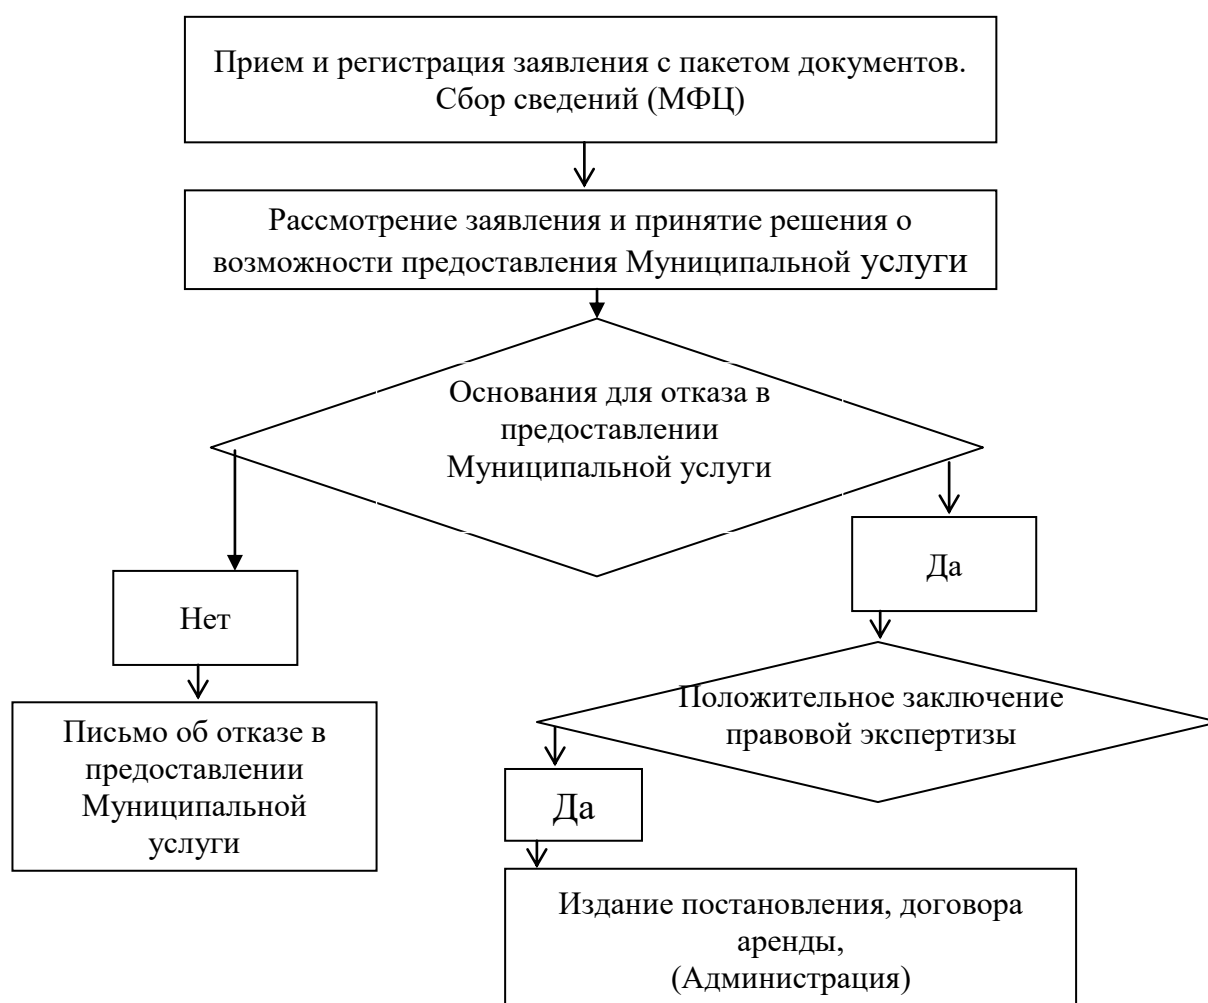 Прием и регистрация заявления с пакетом документов.
Сбор сведений (МФЦ)
Рассмотрение заявления и принятие решения о
возможности предоставления Муниципальной услуги
Основания для отказа в
предоставлении
Муниципальной услуги
Да
Нет
Положительное заключение
правовой экспертизы
Письмо об отказе в
предоставлении
Муниципальной
услуги
Да
Издание постановления, договора
аренды,
(Администрация)